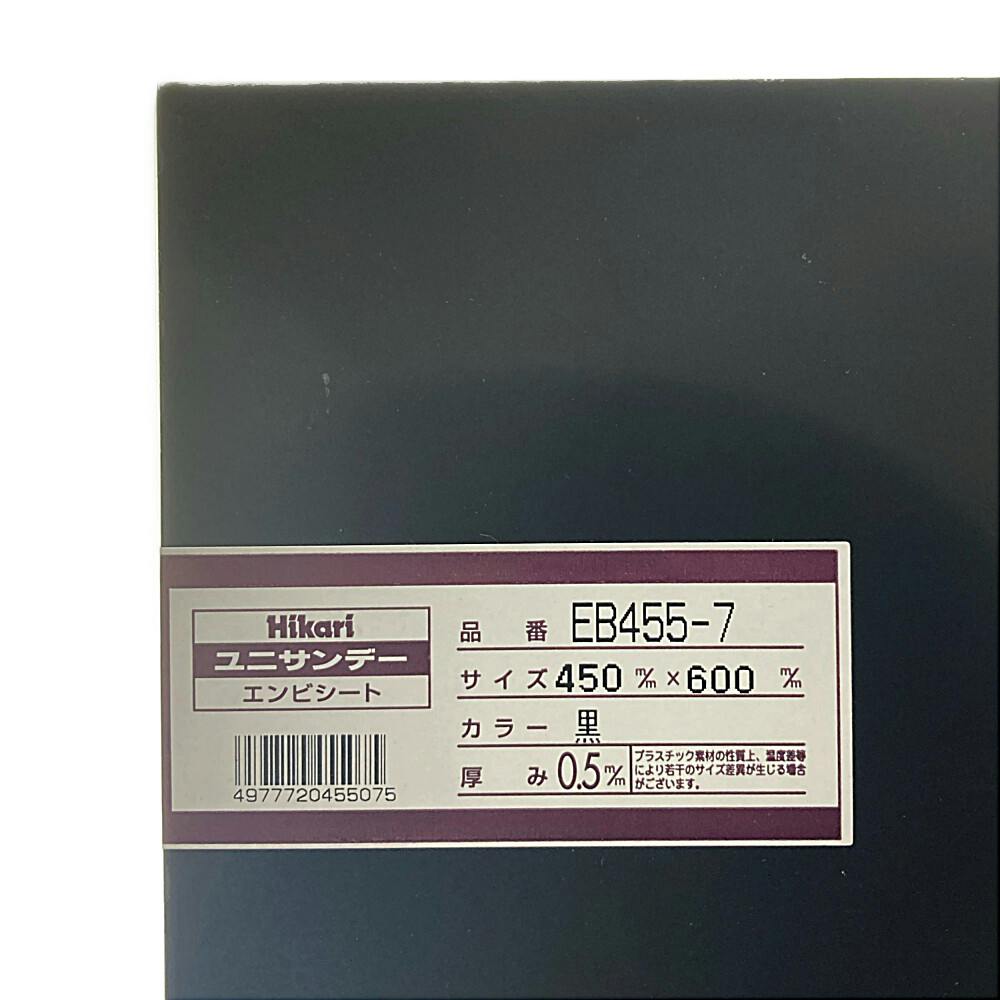 Hikari
ユニサンデー
エンビシート
4977720455075
品番 EB455-7
サイズ 450 m/m × 600 m/m
カラー 黒
厚み 0.5 m/m
プラスチック素材の性質上、温度差等
により若干のサイズ差異が生じる場合
がございます。